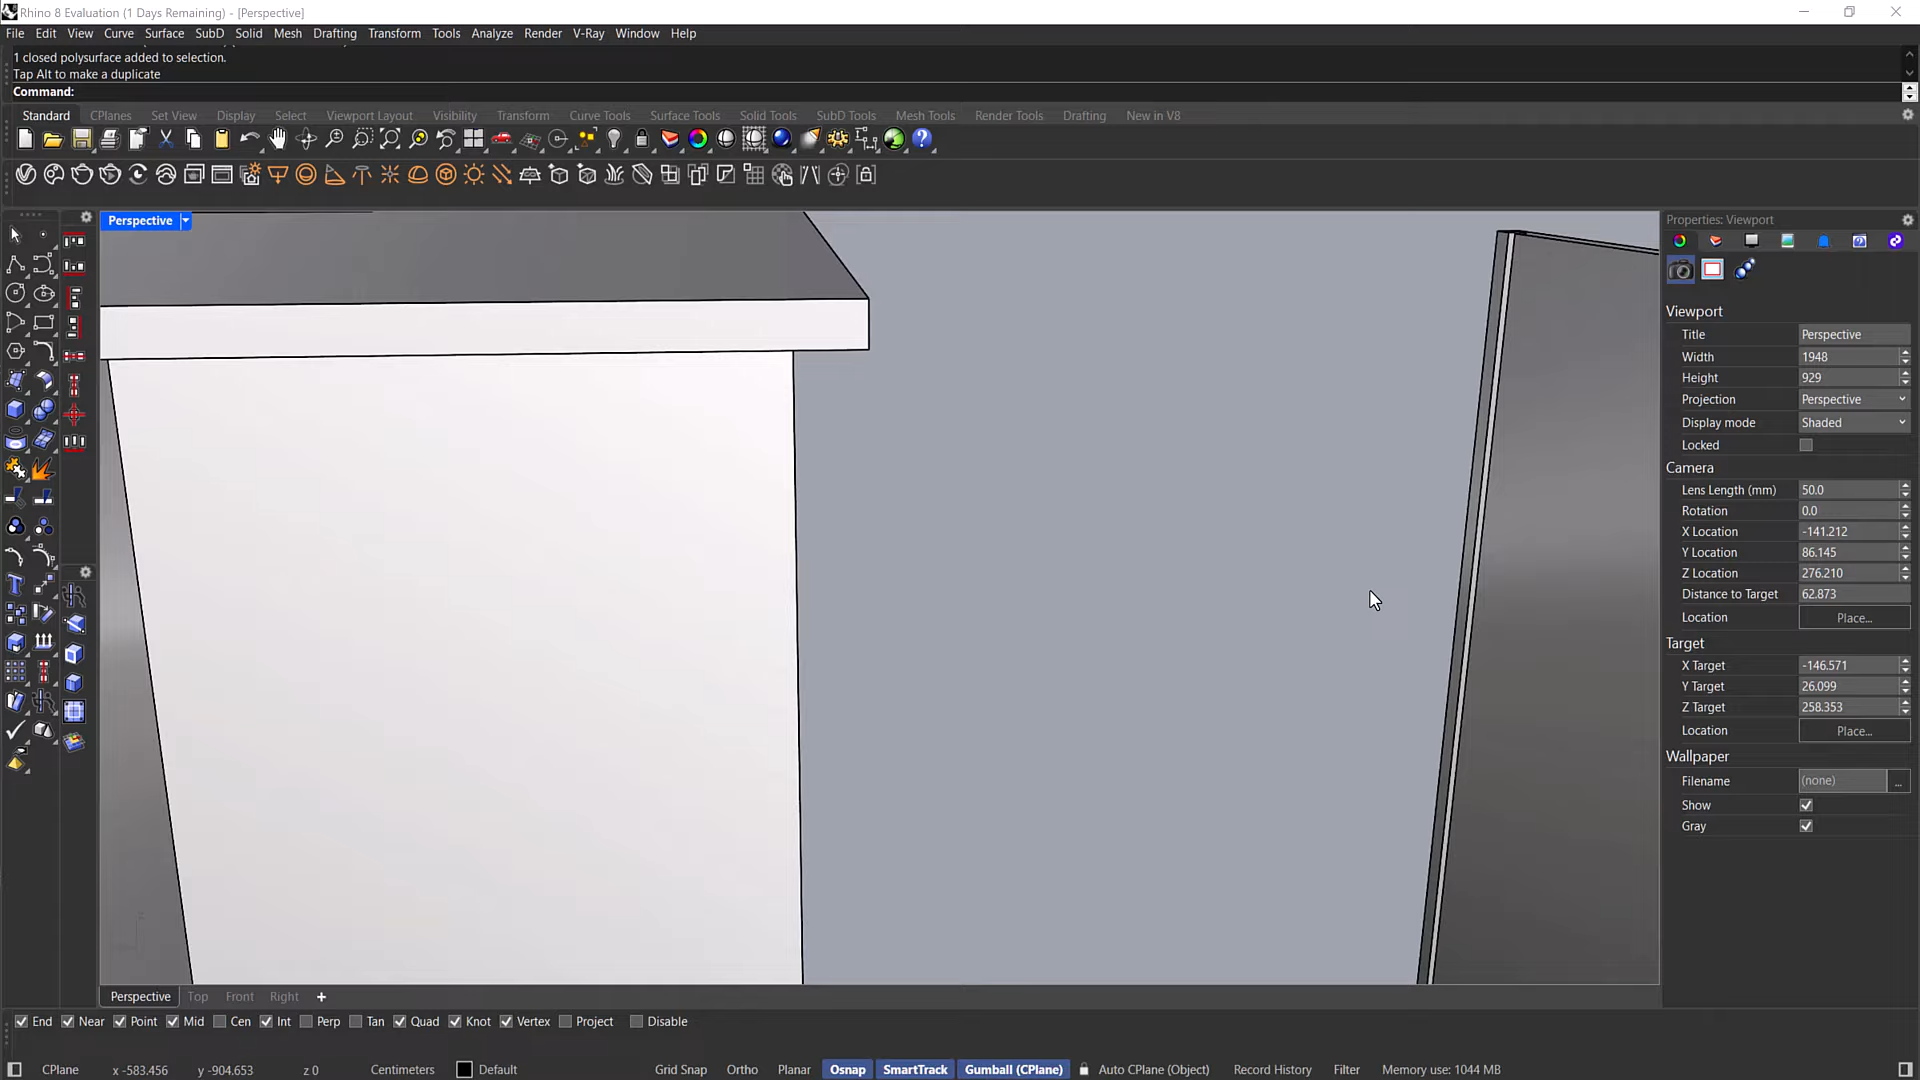 Rhino 8 Evaluation (1 Days Remaining) - [Perspective]
File Edit View Curve Surface SubD Solid Mesh Drafting Transform Tools Analyze Render V-Ray Window Help
1 closed polysurface added to selection.
Tap Alt to make a duplicate
Command:
Standard CPlanes Set View Display Select Viewport Layout Visibility Transform Curve Tools Surface Tools Solid Tools SubD Tools Mesh Tools Render Tools Drafting New in V8
Perspective
Properties: Viewport
Viewport
Title Perspective
Width 1948
Height 929
Projection Perspective
Display mode Shaded
Locked
Camera
Lens Length (mm) 50.0
Rotation 0.0
X Location -141.212
Y Location 86.145
Z Location 276.210
Distance to Target 62.873
Location Place...
Target
X Target -146.571
Y Target 26.099
Z Target 258.353
Location Place...
Wallpaper
Filename (none) ...
Show
Gray
Perspective Top Front Right
End Near Point Mid Cen Int Perp Tan Quad Knot Vertex Project Disable
CPlane x -583.456 y -904.653 z 0 Centimeters Default Grid Snap Ortho Planar Osnap SmartTrack Gumball (CPlane) Auto CPlane (Object) Record History Filter Memory use: 1044 MB